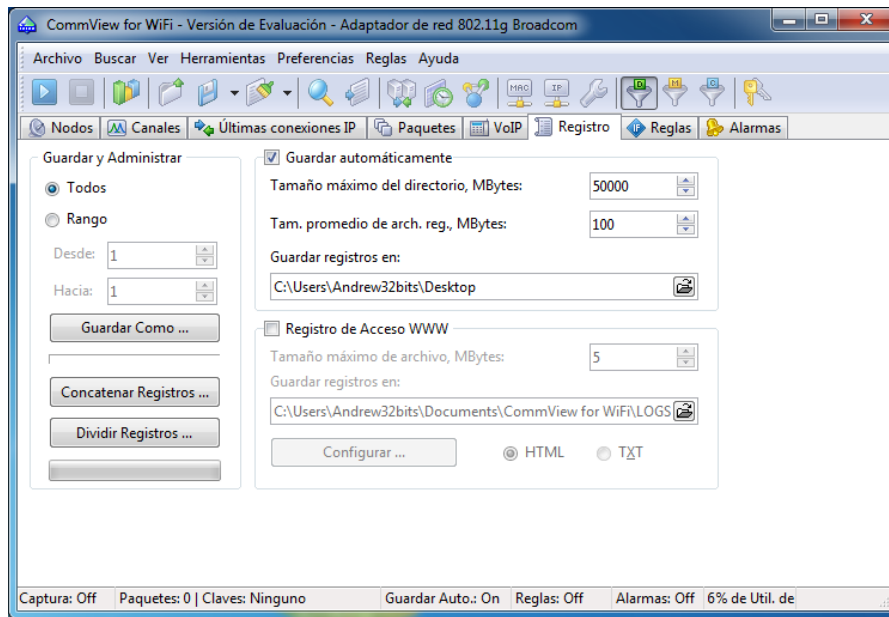 CommView for WiFi - Versión de Evaluación - Adaptador de red 802.11g Broadcom
Archivo Buscar Ver Herramientas Preferencias Reglas Ayuda
MAC IP D M C
Nodos Canales Últimas conexiones IP Paquetes VoIP Registro IF Reglas Alarmas
Guardar y Administrar
Todos
Rango
Desde: 1
Hacia: 1
Guardar Como ...
Concatenar Registros ...
Dividir Registros ...
Guardar automáticamente
Tamaño máximo del directorio, MBytes: 50000
Tam. promedio de arch. reg., MBytes: 100
Guardar registros en:
C:\Users\Andrew32bits\Desktop
Registro de Acceso WWW
Tamaño máximo de archivo, MBytes: 5
Guardar registros en:
C:\Users\Andrew32bits\Documents\CommView for WiFi\LOGS
Configurar ... HTML TXT
Captura: Off Paquetes: 0 | Claves: Ninguno Guardar Auto.: On Reglas: Off Alarmas: Off 6% de Util. de